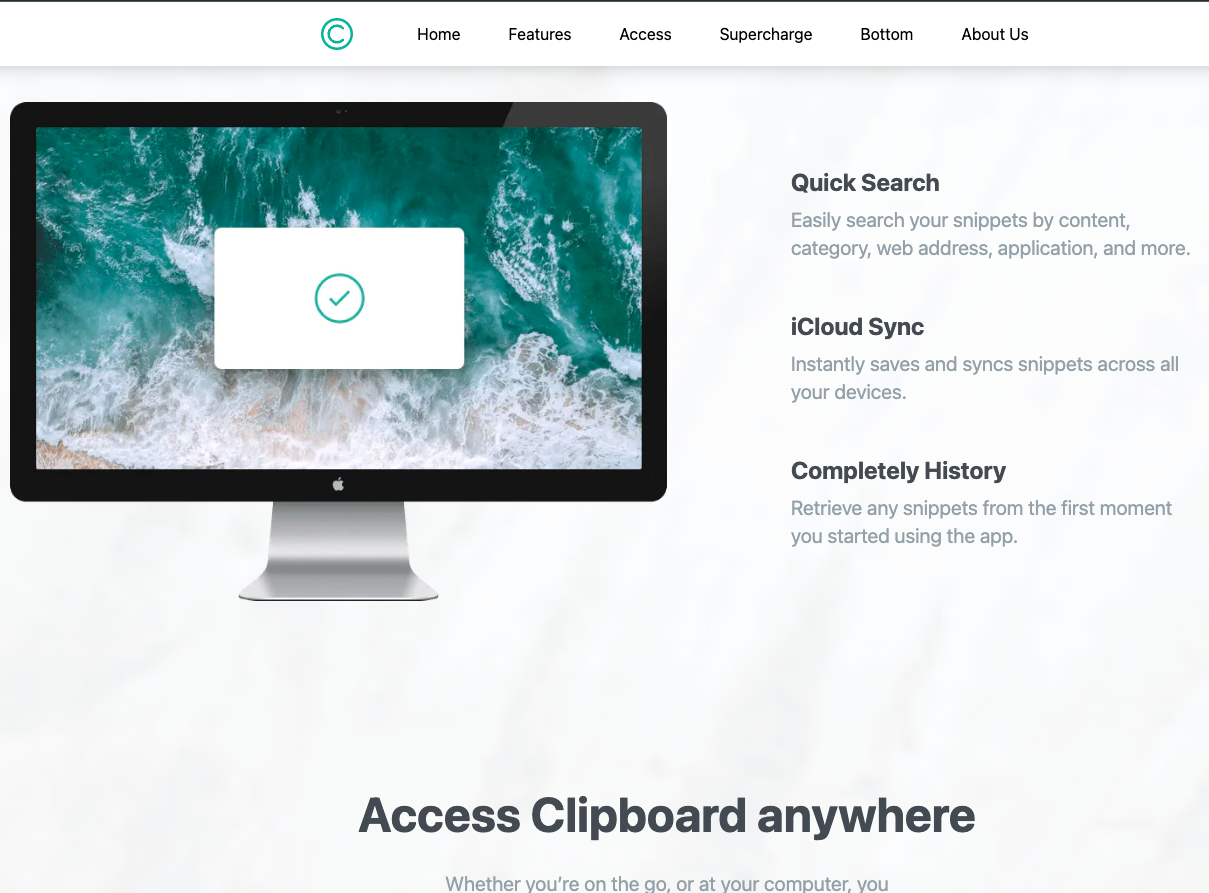 Home Features Access Supercharge Bottom About Us
Quick Search
Easily search your snippets by content,
category, web address, application, and more.
iCloud Sync
Instantly saves and syncs snippets across all
your devices.
Completely History
Retrieve any snippets from the first moment
you started using the app.
Access Clipboard anywhere
Whether you’re on the go, or at your computer, you